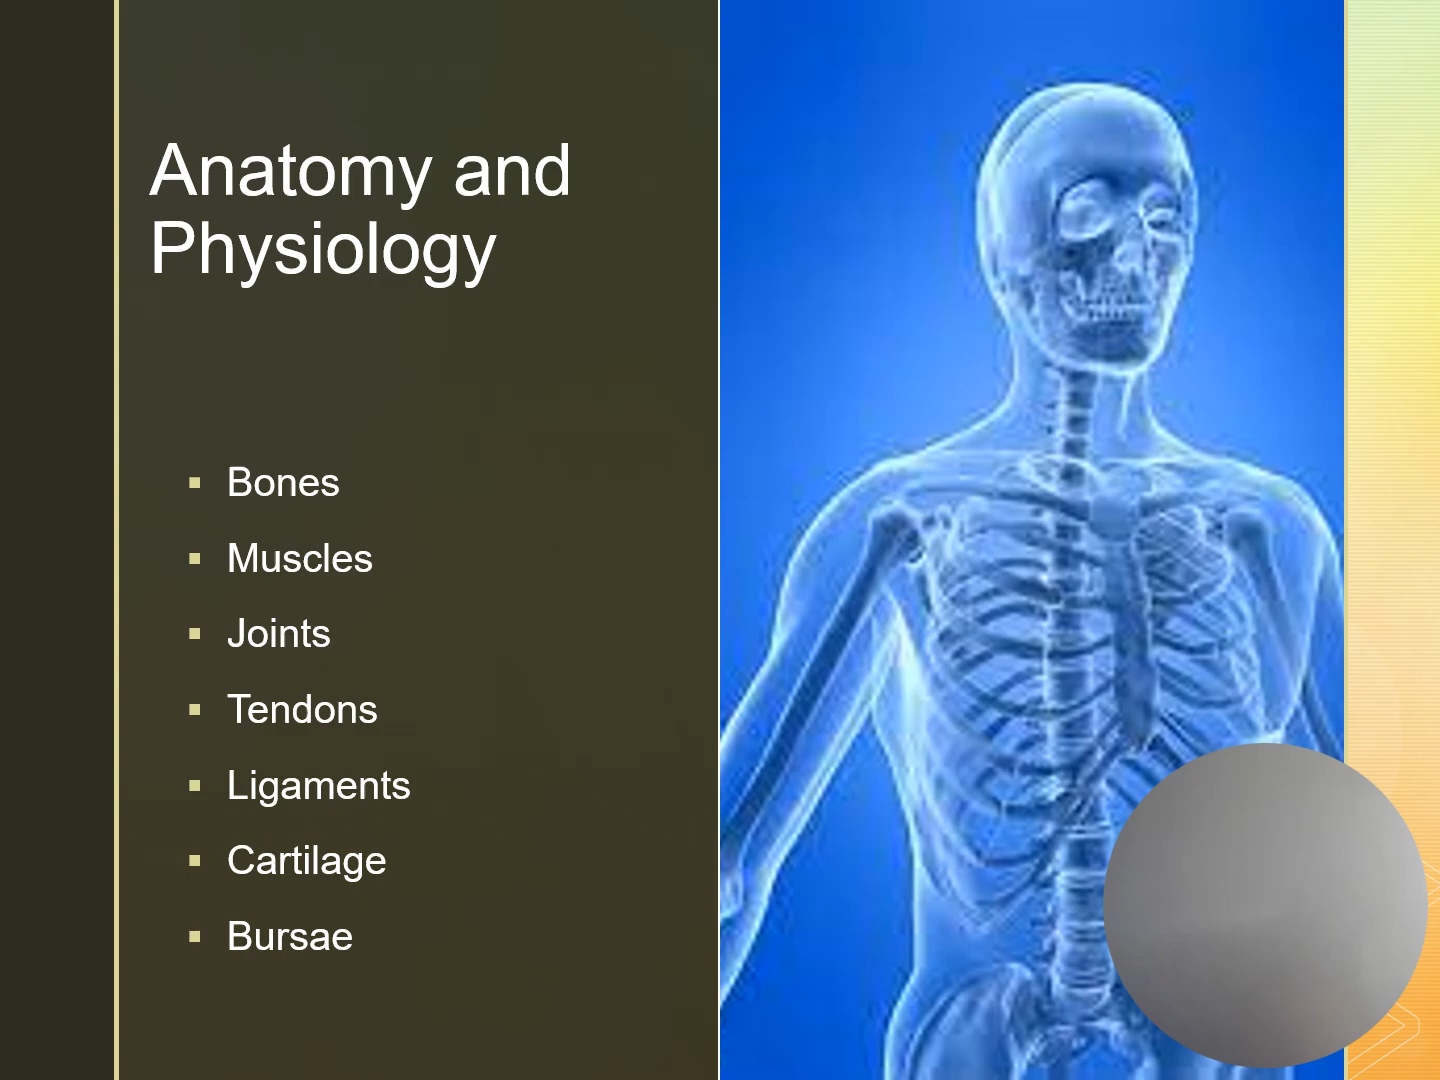 Anatomy and
Physiology
Bones
Muscles
Joints
Tendons
Ligaments
Cartilage
Bursae